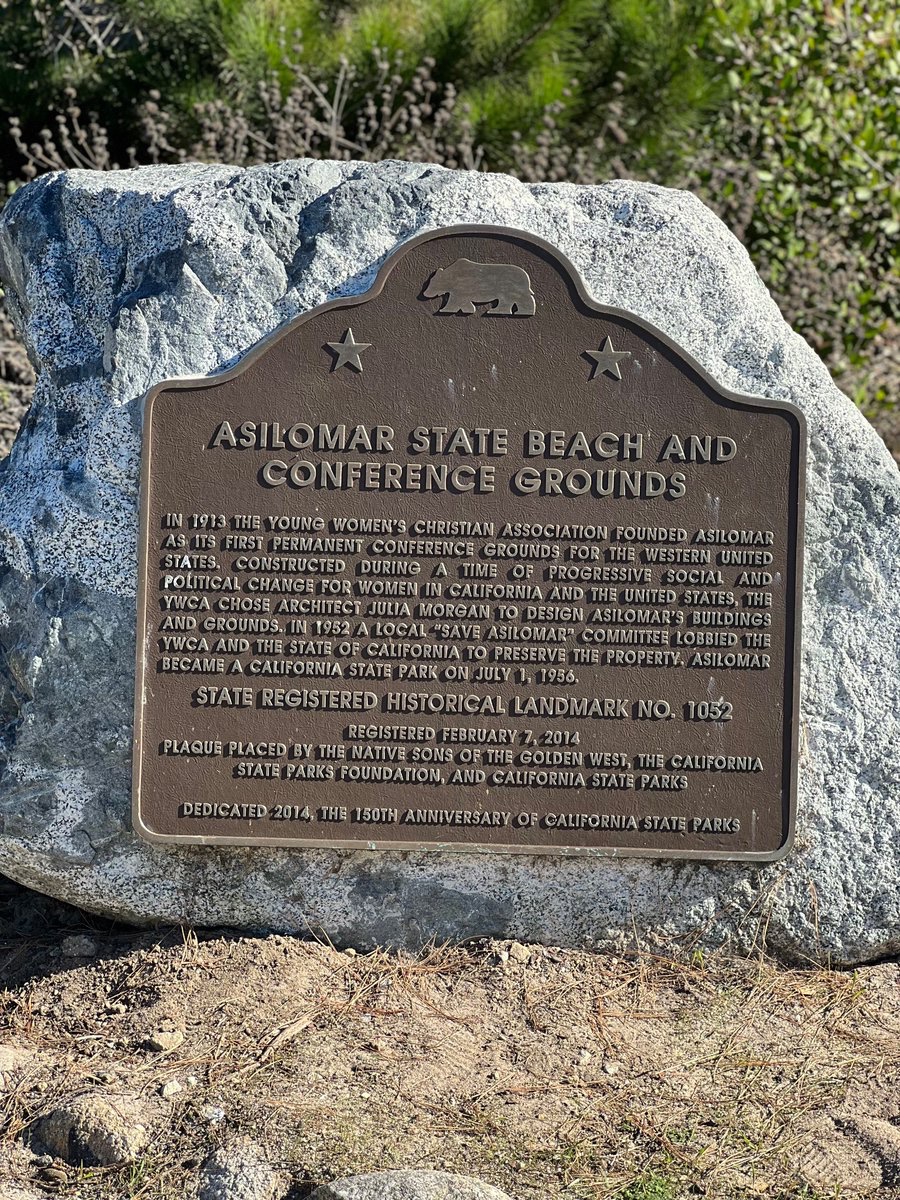 ASILOMAR STATE BEACH AND
CONFERENCE GROUNDS
IN 1913 THE YOUNG WOMEN'S CHRISTIAN ASSOCIATION FOUNDED ASILOMAR
AS ITS FIRST PERMANENT CONFERENCE GROUNDS FOR THE WESTERN UNITED
STATES. CONSTRUCTED DURING A TIME OF PROGRESSIVE SOCIAL AND
POLITICAL CHANGE FOR WOMEN IN CALIFORNIA AND THE UNITED STATES, THE
YWCA CHOSE ARCHITECT JULIA MORGAN TO DESIGN ASILOMAR'S BUILDINGS
AND GROUNDS. IN 1952 A LOCAL "SAVE ASILOMAR" COMMITTEE LOBBIED THE
YWCA AND THE STATE OF CALIFORNIA TO PRESERVE THE PROPERTY. ASILOMAR
BECAME A CALIFORNIA STATE PARK ON JULY 1, 1956.
STATE REGISTERED HISTORICAL LANDMARK NO. 1052
REGISTERED FEBRUARY 7, 2014
PLAQUE PLACED BY THE NATIVE SONS OF THE GOLDEN WEST, THE CALIFORNIA
STATE PARKS FOUNDATION, AND CALIFORNIA STATE PARKS
DEDICATED 2014, THE 150TH ANNIVERSARY OF CALIFORNIA STATE PARKS